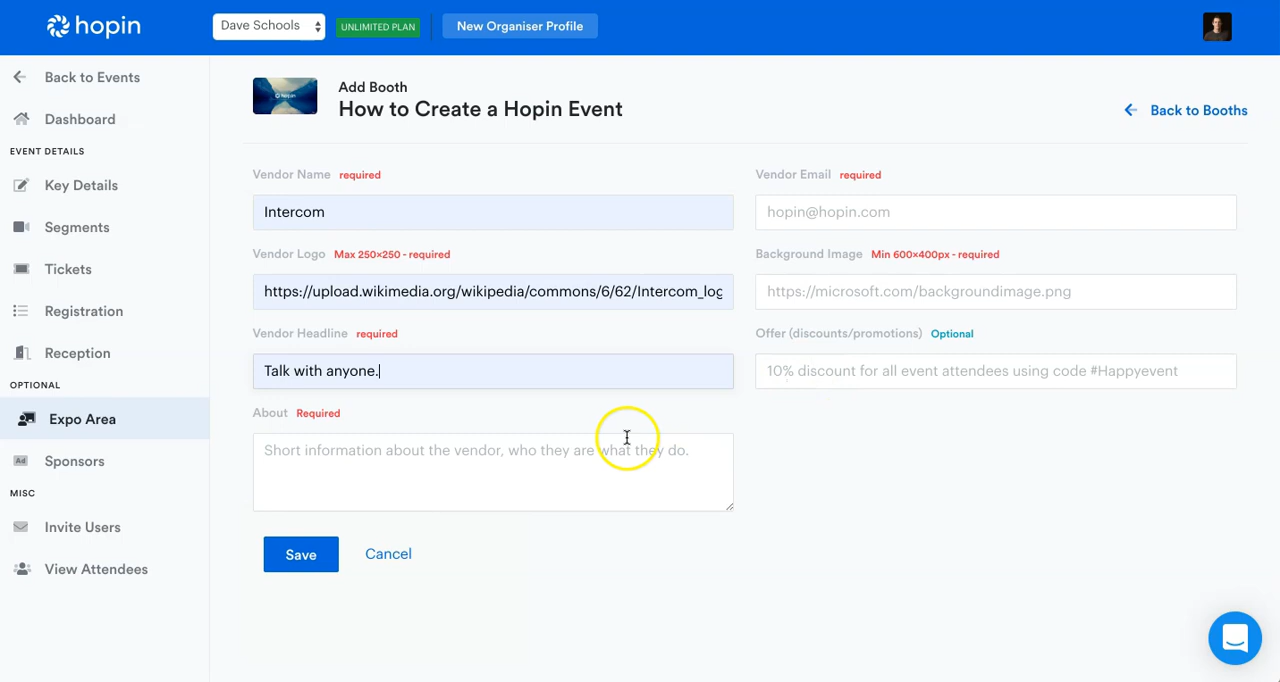 hopin
Dave Schools
UNLIMITED PLAN
New Organiser Profile
Back to Events
Dashboard
EVENT DETAILS
Key Details
Segments
Tickets
Registration
Reception
OPTIONAL
Expo Area
Ad Sponsors
MISC
Invite Users
View Attendees
hopin
Add Booth
How to Create a Hopin Event
Back to Booths
Vendor Name required
Intercom
Vendor Email required
hopin@hopin.com
Vendor Logo Max 250×250 - required
https://upload.wikimedia.org/wikipedia/commons/6/62/Intercom_log
Background Image Min 600×400px - required
https://microsoft.com/backgroundimage.png
Vendor Headline required
Talk with anyone.
Offer (discounts/promotions) Optional
10% discount for all event attendees using code #Happyevent
About Required
Short information about the vendor, who they are what they do.
Save
Cancel